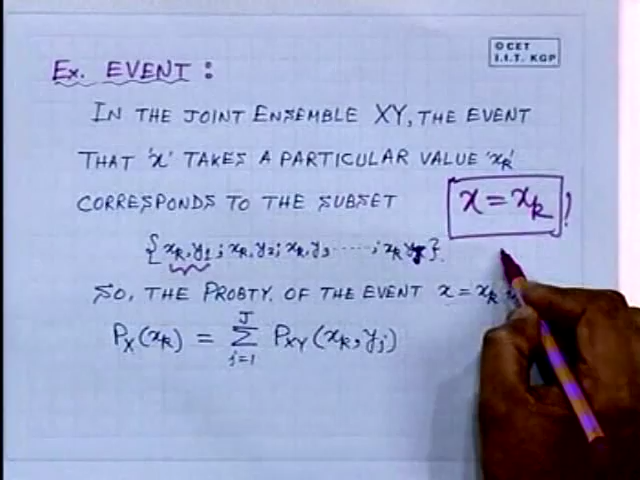 © CET
I.I.T. KGP
Ex. EVENT :
IN THE JOINT ENSEMBLE XY, THE EVENT
THAT 'x' TAKES A PARTICULAR VALUE 'xk'
CORRESPONDS TO THE SUBSET
x = xk !
{xk, y1; xk, y2; xk, y3 ......; xk yJ}.
SO, THE PROBTY. OF THE EVENT x = xk
PX(xk) = J∑j=1 PXY(xk, yj)